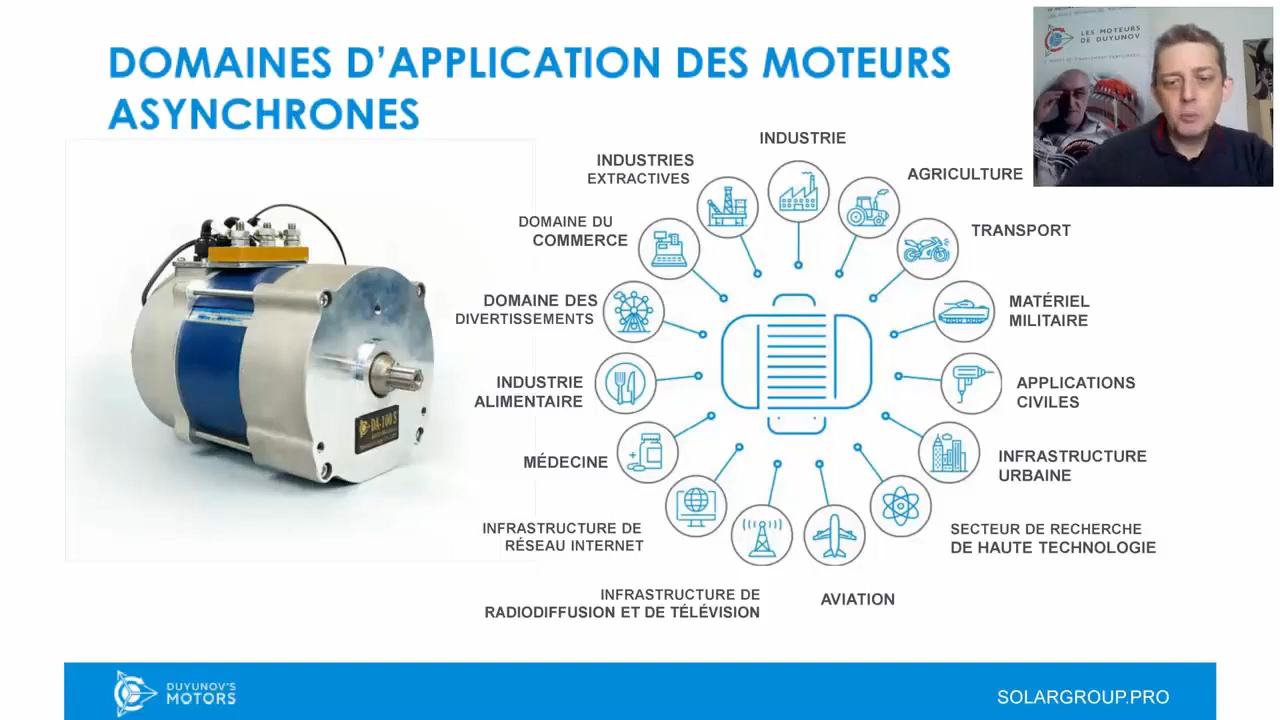 DOMAINES D’APPLICATION DES MOTEURS
ASYNCHRONES
LES MOTEURS
DE DUYUNOV
INDUSTRIE
INDUSTRIES
EXTRACTIVES
AGRICULTURE
DOMAINE DU
COMMERCE
TRANSPORT
DOMAINE DES
DIVERTISSEMENTS
MATÉRIEL
MILITAIRE
INDUSTRIE
ALIMENTAIRE
APPLICATIONS
CIVILES
MÉDECINE
INFRASTRUCTURE
URBAINE
INFRASTRUCTURE DE
RÉSEAU INTERNET
SECTEUR DE RECHERCHE
DE HAUTE TECHNOLOGIE
INFRASTRUCTURE DE
RADIODIFFUSION ET DE TÉLÉVISION
AVIATION
DA-100 S
DUYUNOV'S
MOTORS
SOLARGROUP.PRO